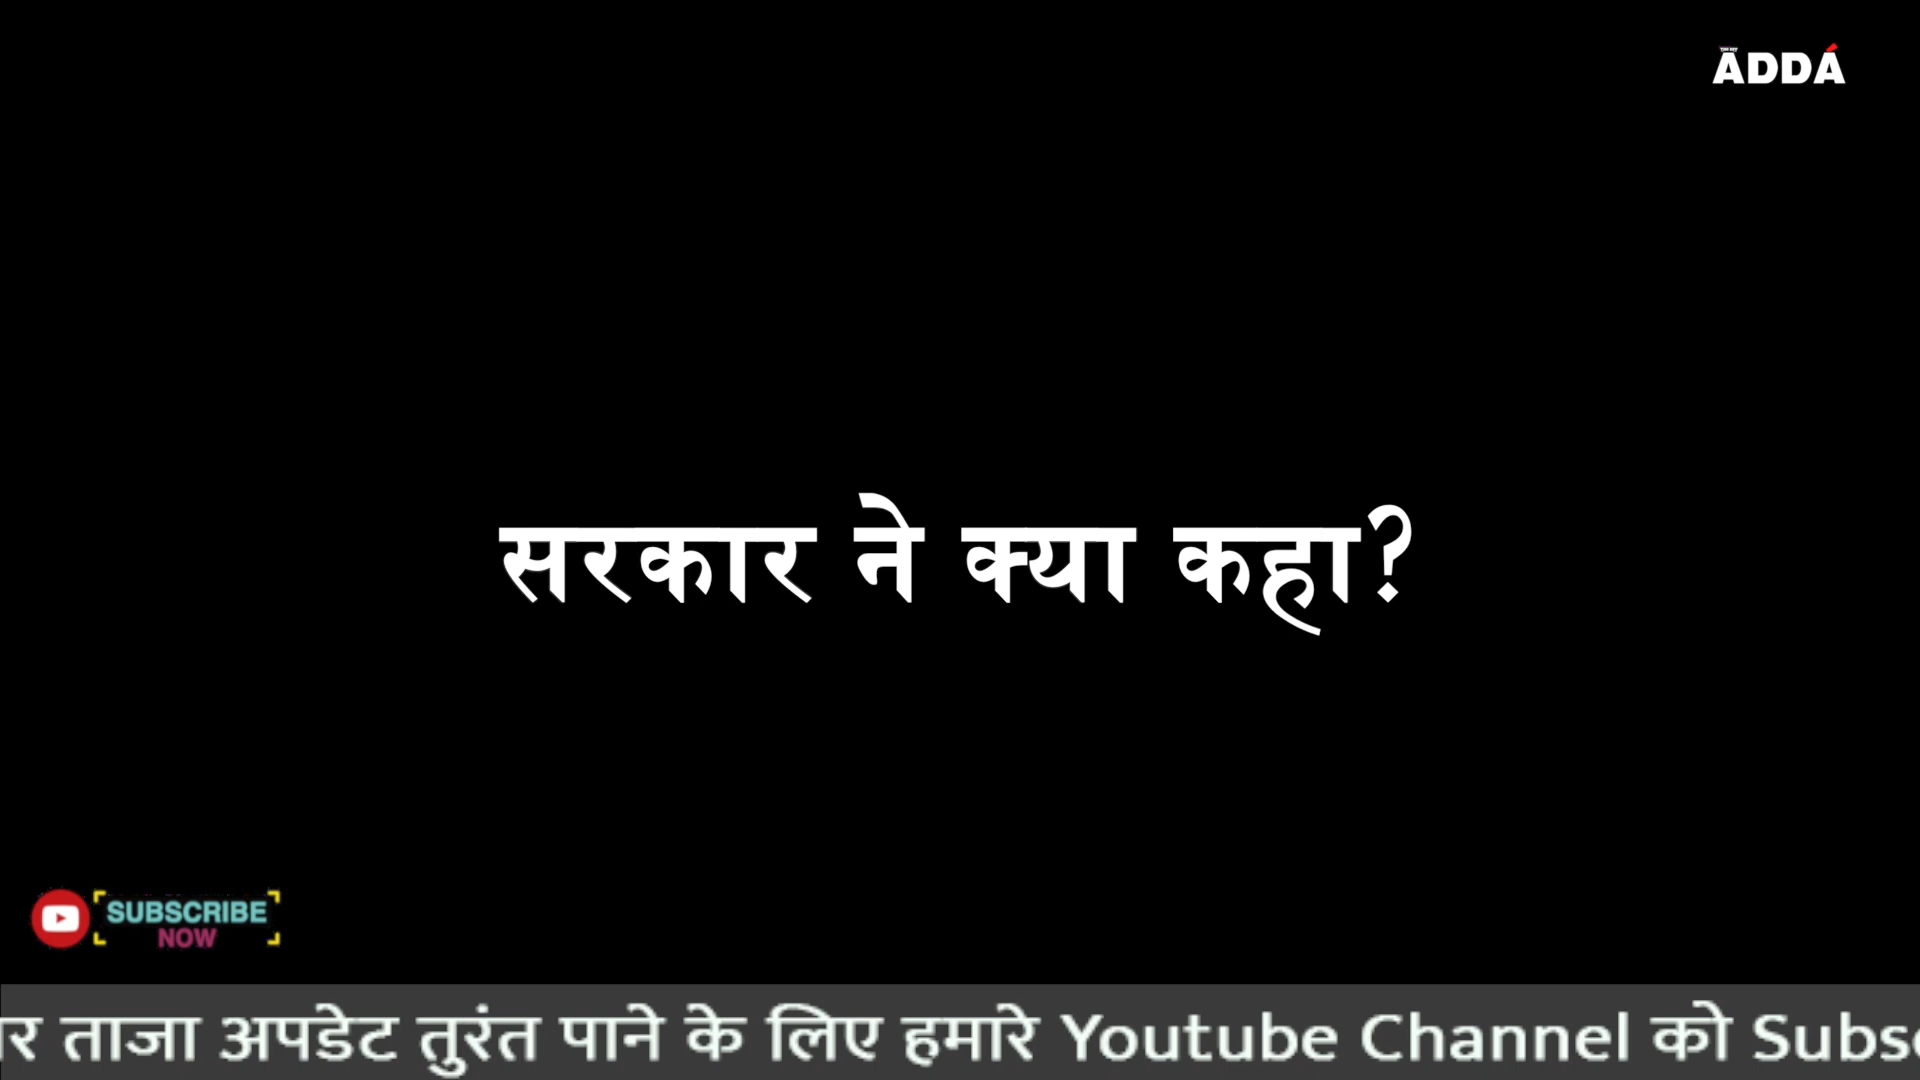 ADDA
सरकार ने क्या कहा?
SUBSCRIBE
NOW
ताजा अपडेट तुरंत पाने के लिए हमारे Youtube Channel को